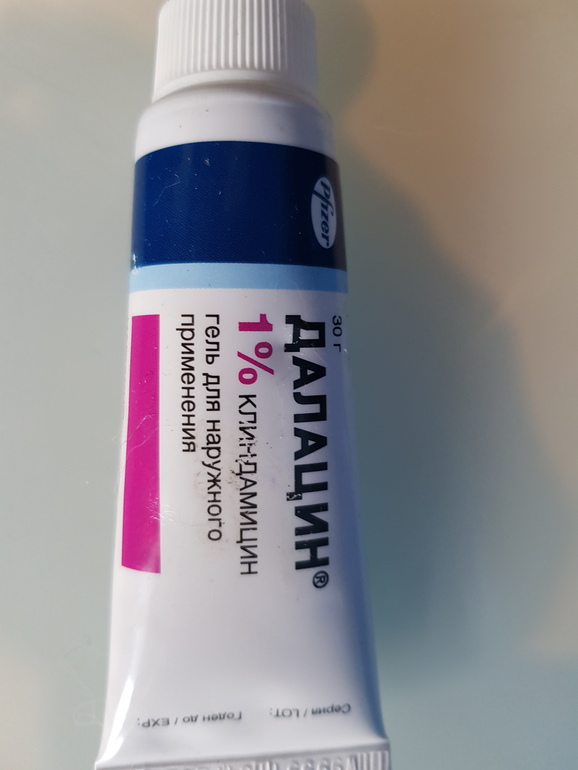 Pfizer
30 г
ДАЛАЦИН®
1% КЛИНДАМИЦИН
гель для наружного
применения
Серия / LOT:
Годен до / EXP: